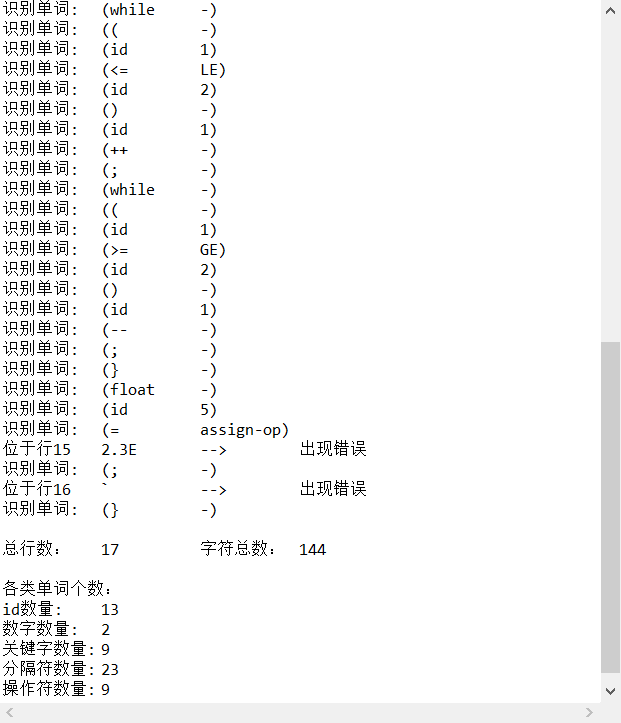 识别单词: (while -)
识别单词: (( -)
识别单词: (id 1)
识别单词: (<= LE)
识别单词: (id 2)
识别单词: () -)
识别单词: (id 1)
识别单词: (++ -)
识别单词: (; -)
识别单词: (while -)
识别单词: (( -)
识别单词: (id 1)
识别单词: (>= GE)
识别单词: (id 2)
识别单词: () -)
识别单词: (id 1)
识别单词: (-- -)
识别单词: (; -)
识别单词: (} -)
识别单词: (float -)
识别单词: (id 5)
识别单词: (= assign-op)
位于行15 2.3E --> 出现错误
识别单词: (; -)
位于行16 ` --> 出现错误
识别单词: (} -)
总行数: 17 字符总数: 144
各类单词个数:
id数量: 13
数字数量: 2
关键字数量:9
分隔符数量:23
操作符数量:9